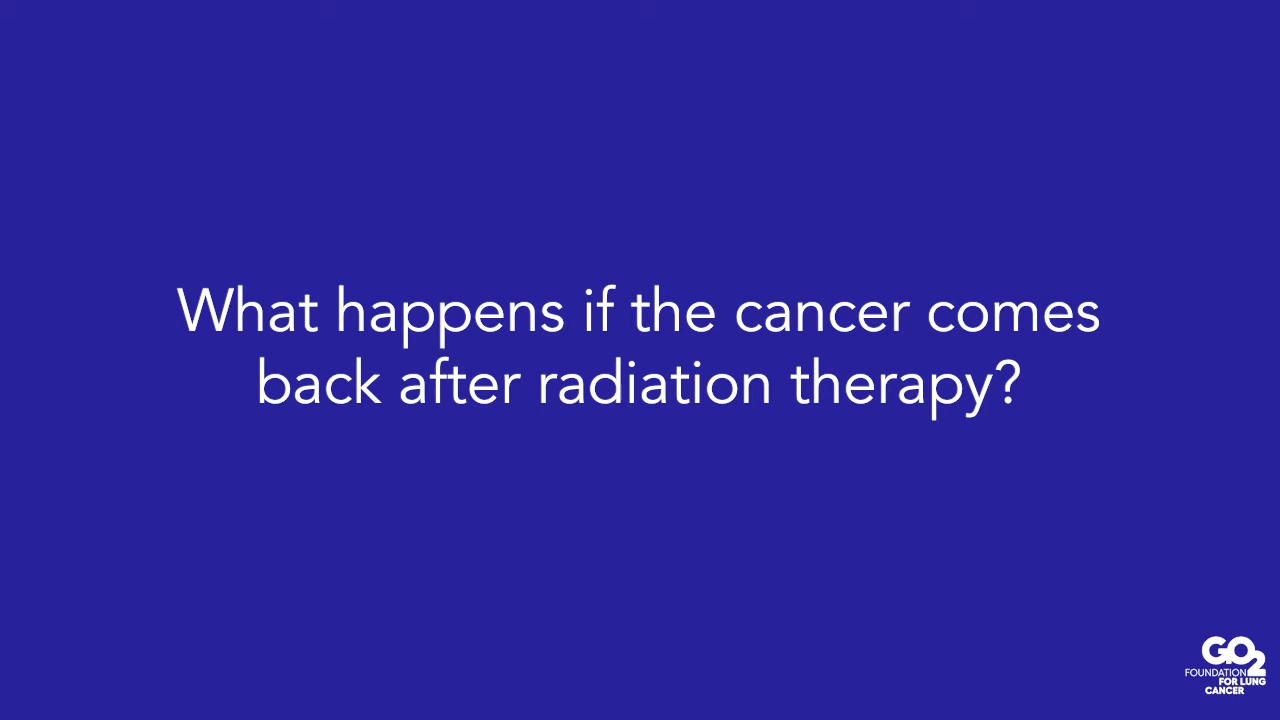 What happens if the cancer comes
back after radiation therapy?
GO2
FOUNDATION
FOR LUNG
CANCER